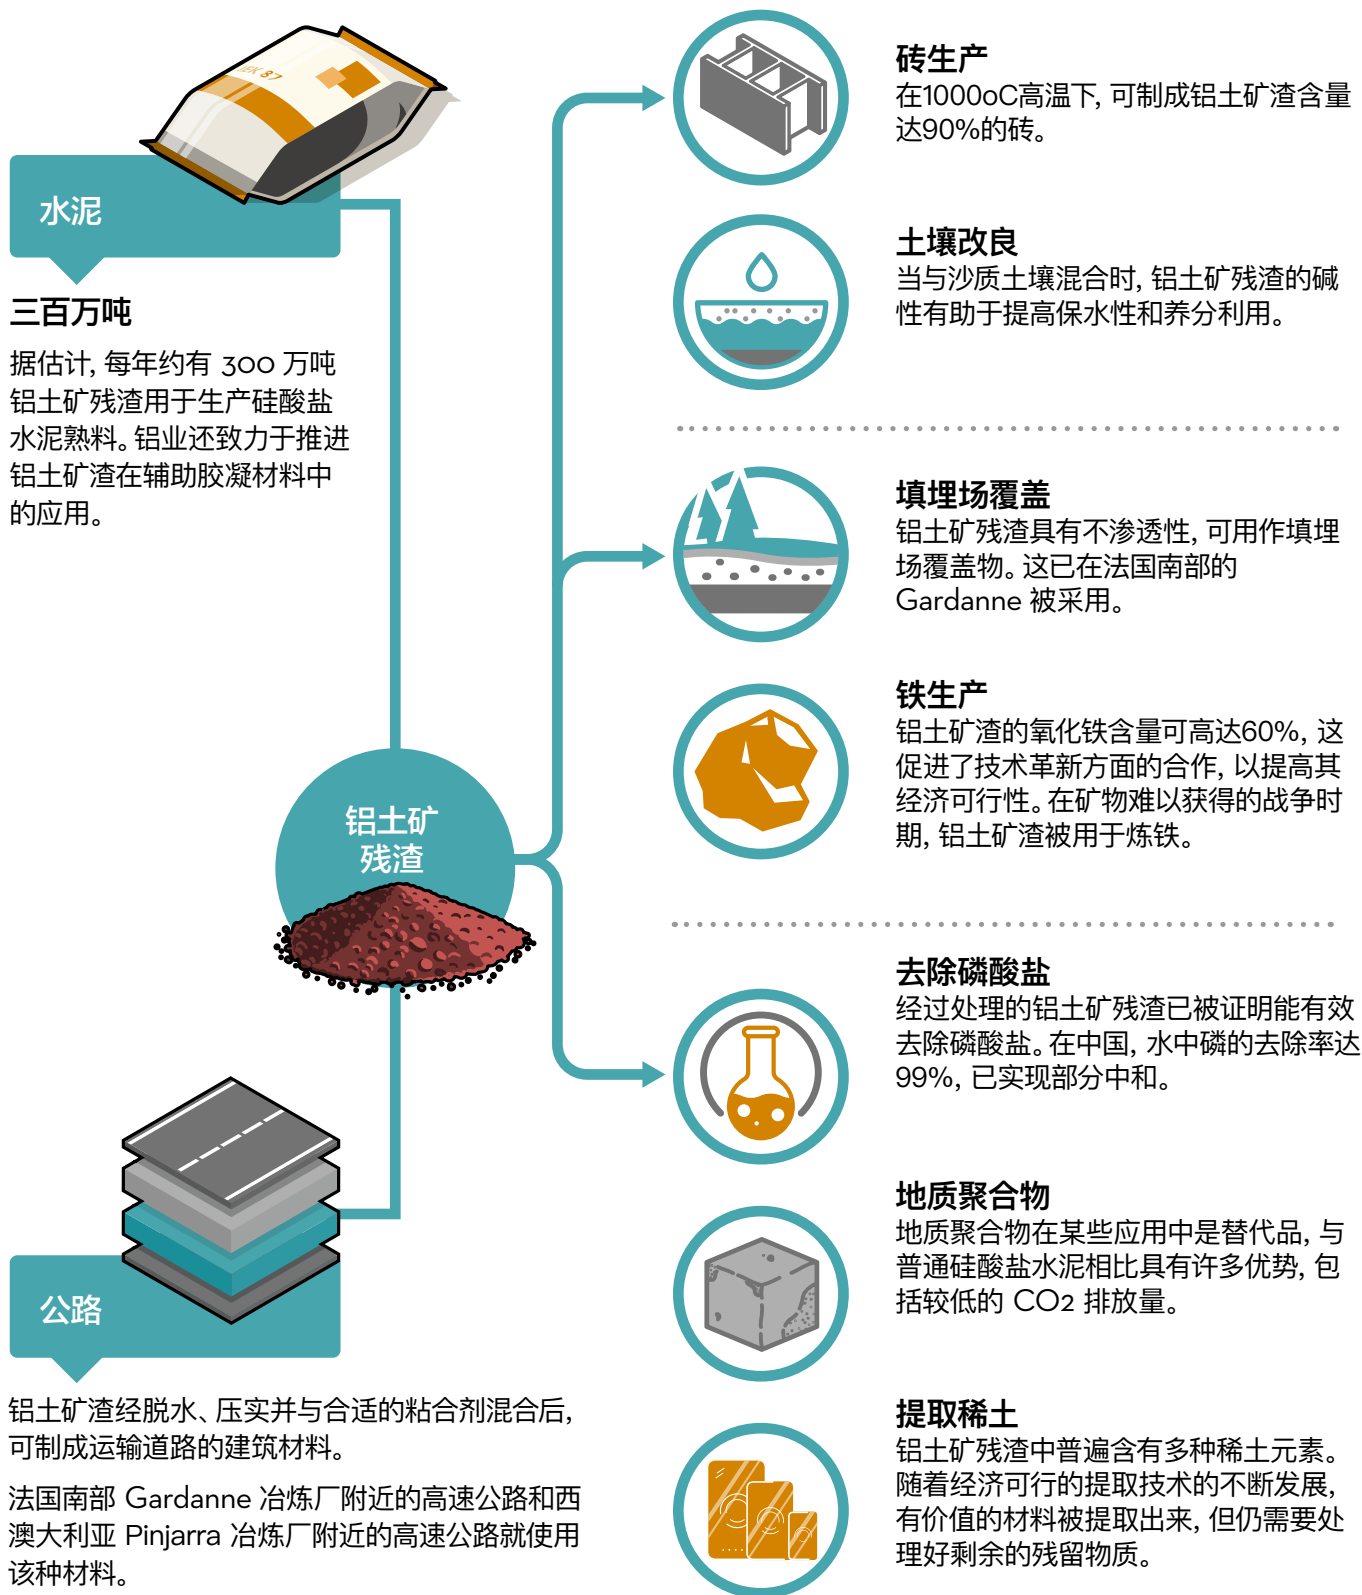 EK 87
水泥
三百万吨
据估计, 每年约有 300 万吨
铝土矿残渣用于生产硅酸盐
水泥熟料。铝业还致力于推进
铝土矿渣在辅助胶凝材料中
的应用。
铝土矿
残渣
公路
铝土矿渣经脱水、压实并与合适的粘合剂混合后,
可制成运输道路的建筑材料。
法国南部 Gardanne 冶炼厂附近的高速公路和西
澳大利亚 Pinjarra 冶炼厂附近的高速公路就使用
该种材料。
砖生产
在1000oC高温下, 可制成铝土矿渣含量
达90%的砖。
土壤改良
当与沙质土壤混合时, 铝土矿残渣的碱
性有助于提高保水性和养分利用。
填埋场覆盖
铝土矿残渣具有不渗透性, 可用作填埋
场覆盖物。这已在法国南部的
Gardanne 被采用。
铁生产
铝土矿渣的氧化铁含量可高达60%, 这
促进了技术革新方面的合作, 以提高其
经济可行性。在矿物难以获得的战争时
期, 铝土矿渣被用于炼铁。
去除磷酸盐
经过处理的铝土矿残渣已被证明能有效
去除磷酸盐。在中国, 水中磷的去除率达
99%, 已实现部分中和。
地质聚合物
地质聚合物在某些应用中是替代品, 与
普通硅酸盐水泥相比具有许多优势, 包
括较低的 CO2 排放量。
提取稀土
铝土矿残渣中普遍含有多种稀土元素。
随着经济可行的提取技术的不断发展,
有价值的材料被提取出来, 但仍需要处
理好剩余的残留物质。